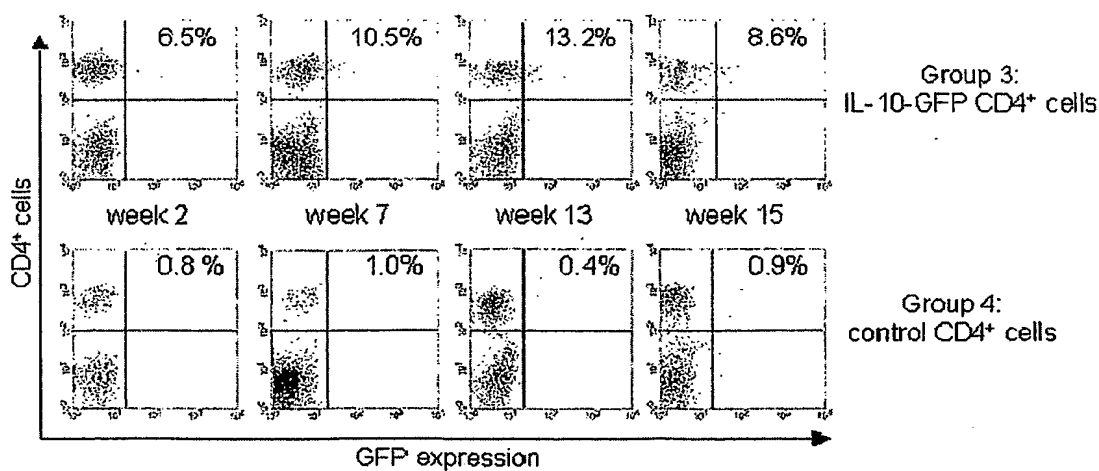 6.5%
10.5%
13.2%
8.6%
Group 3:
IL-10-GFP CD4+ cells
week 2
week 7
week 13
week 15
CD4+ cells
0.8 %
1.0%
0.4%
0.9%
Group 4:
control CD4+ cells
GFP expression